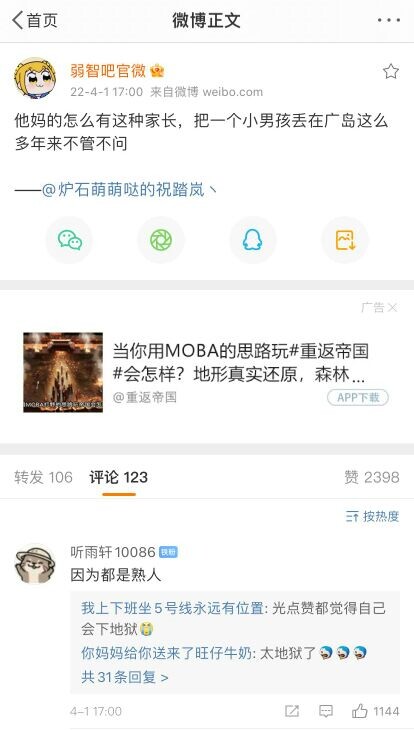 首页
微博正文
弱智吧官微
22-4-1 17:00 来自微博 weibo.com
他妈的怎么有这种家长，把一个小男孩丢在广岛这么
多年来不管不问
——@炉石萌萌哒的祝踏岚丶
广告
当你用MOBA的思路玩#重返帝国
#会怎样？地形真实还原，森林...
@重返帝国
APP下载
转发 106 评论 123 赞 2398
按热度
听雨轩10086 铁粉
因为都是熟人
我上下班坐5号线永远有位置: 光点赞都觉得自己
会下地狱
你妈妈给你送来了旺仔牛奶: 太地狱了
共31条回复 >
4-1 17:00 1144